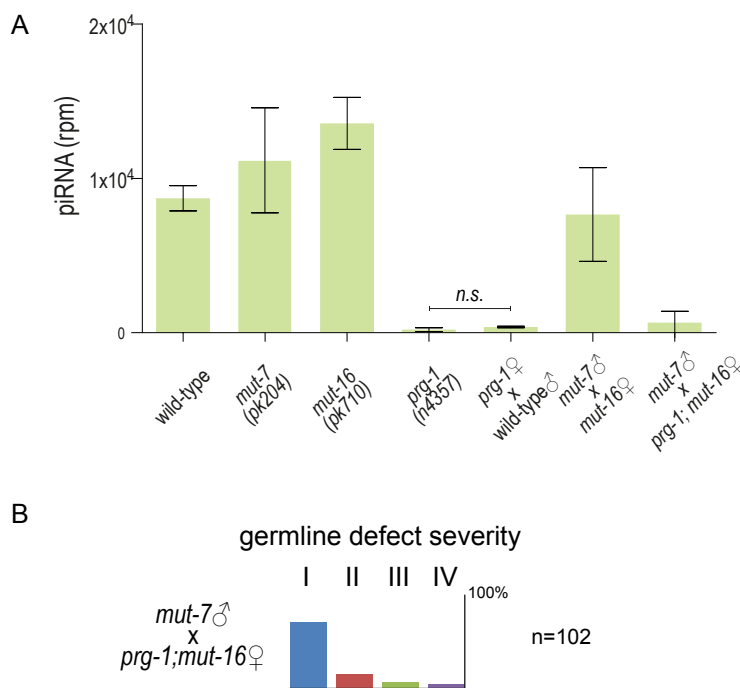 A
2x10⁴
1x10⁴
0
piRNA (rpm)
n.s.
wild-type
mut-7
(pk204)
mut-16
(pk710)
prg-1
(n4357)
prg-1♀
x
wild-type♂
mut-7♂
x
mut-16♀
mut-7♂
x
prg-1; mut-16♀
B
germline defect severity
I II III IV
100%
mut-7♂
x
prg-1;mut-16♀
n=102